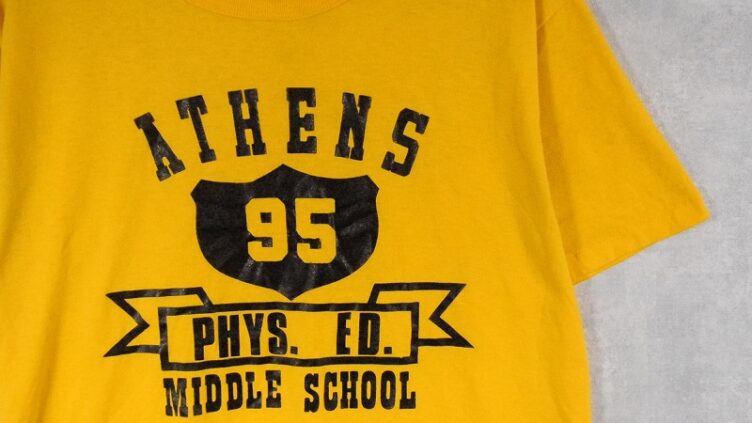 ATHENS
95
PHYS. ED.
MIDDLE SCHOOL